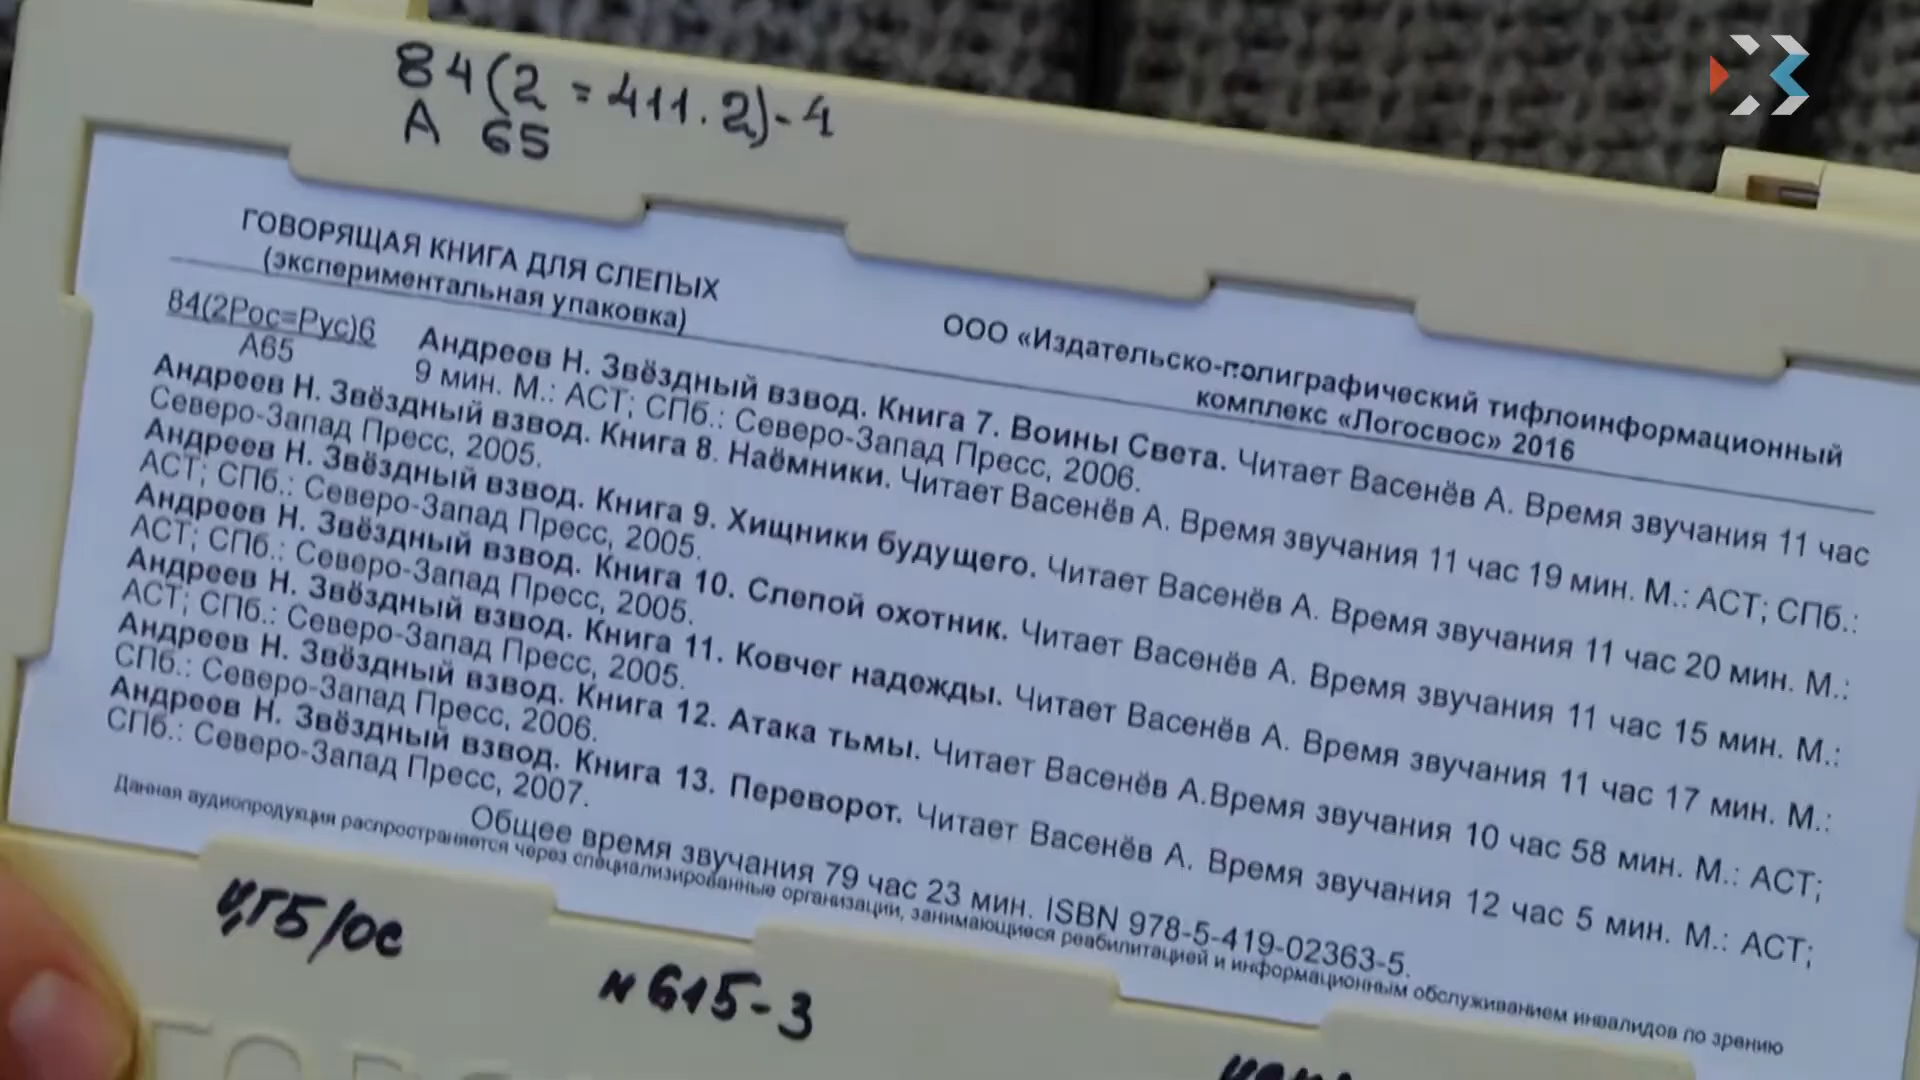 84(2=411.2)-4
А 65
ГОВОРЯЩАЯ КНИГА ДЛЯ СЛЕПЫХ
(экспериментальная упаковка)
ООО «Издательско-полиграфический тифлоинформационный
комплекс «Логосвос» 2016
84(2Рос=Рус)6
А65
Андреев Н. Звёздный взвод. Книга 7. Воины Света. Читает Васенёв А. Время звучания 11 час
9 мин. М.: АСТ; СПб.: Северо-Запад Пресс, 2006.
Андреев Н. Звёздный взвод. Книга 8. Наёмники. Читает Васенёв А. Время звучания 11 час 19 мин. М.: АСТ; СПб.:
Северо-Запад Пресс, 2005.
Андреев Н. Звёздный взвод. Книга 9. Хищники будущего. Читает Васенёв А. Время звучания 11 час 20 мин. М.:
АСТ; СПб.: Северо-Запад Пресс, 2005.
Андреев Н. Звёздный взвод. Книга 10. Слепой охотник. Читает Васенёв А. Время звучания 11 час 15 мин. М.:
АСТ; СПб.: Северо-Запад Пресс, 2005.
Андреев Н. Звёздный взвод. Книга 11. Ковчег надежды. Читает Васенёв А. Время звучания 11 час 17 мин. М.:
АСТ; СПб.: Северо-Запад Пресс, 2005.
Андреев Н. Звёздный взвод. Книга 12. Атака тьмы. Читает Васенёв А.Время звучания 10 час 58 мин. М.: АСТ;
СПб.: Северо-Запад Пресс, 2006.
Андреев Н. Звёздный взвод. Книга 13. Переворот. Читает Васенёв А. Время звучания 12 час 5 мин. М.: АСТ;
СПб.: Северо-Запад Пресс, 2007.
Общее время звучания 79 час 23 мин. ISBN 978-5-419-02363-5.
Данная аудиопродукция распространяется через специализированные организации, занимающиеся реабилитацией и информационным обслуживанием инвалидов по зрению
ЦГБ/ос
N 615-3